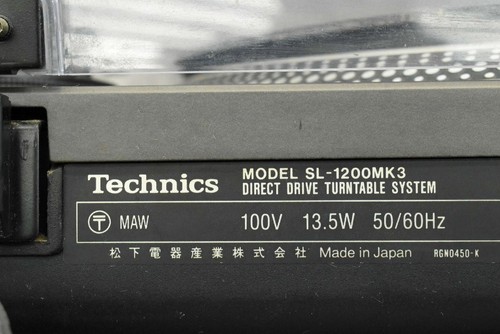 Technics MODEL SL-1200MK3
DIRECT DRIVE TURNTABLE SYSTEM
〒 MAW 100V 13.5W 50/60Hz
松下電器産業株式会社 Made in Japan RGN0450-K